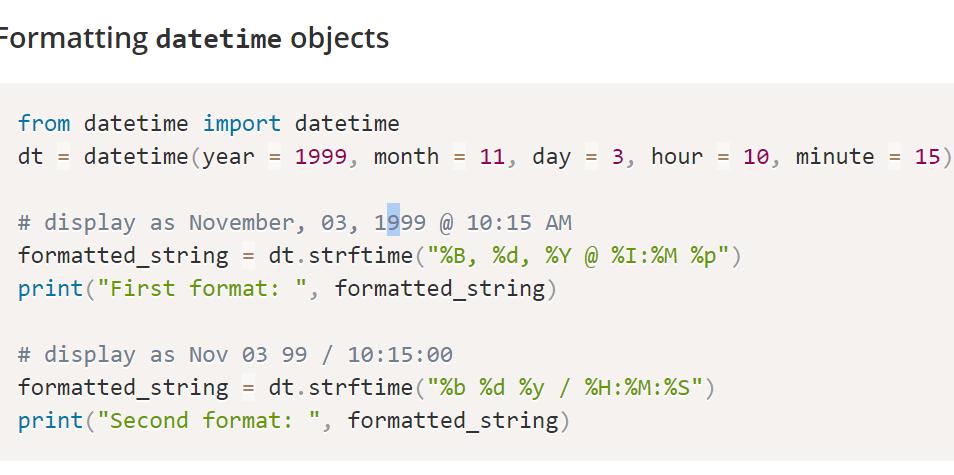 Formatting datetime objects
from datetime import datetime
dt = datetime(year = 1999, month = 11, day = 3, hour = 10, minute = 15)
# display as November, 03, 1999 @ 10:15 AM
formatted_string = dt.strftime("%B, %d, %Y @ %I:%M %p")
print("First format: ", formatted_string)
# display as Nov 03 99 / 10:15:00
formatted_string = dt.strftime("%b %d %y / %H:%M:%S")
print("Second format: ", formatted_string)